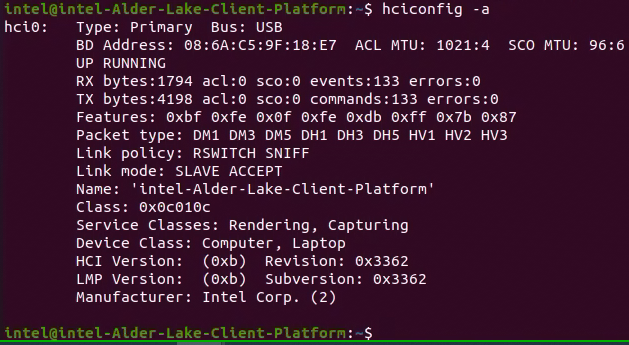 intel@intel-Alder-Lake-Client-Platform:~$ hciconfig -a
hci0:   Type: Primary  Bus: USB
        BD Address: 08:6A:C5:9F:18:E7  ACL MTU: 1021:4  SCO MTU: 96:6
        UP RUNNING
        RX bytes:1794 acl:0 sco:0 events:133 errors:0
        TX bytes:4198 acl:0 sco:0 commands:133 errors:0
        Features: 0xbf 0xfe 0x0f 0xfe 0xdb 0xff 0x7b 0x87
        Packet type: DM1 DM3 DM5 DH1 DH3 DH5 HV1 HV2 HV3
        Link policy: RSWITCH SNIFF
        Link mode: SLAVE ACCEPT
        Name: 'intel-Alder-Lake-Client-Platform'
        Class: 0x0c010c
        Service Classes: Rendering, Capturing
        Device Class: Computer, Laptop
        HCI Version:  (0xb)  Revision: 0x3362
        LMP Version:  (0xb)  Subversion: 0x3362
        Manufacturer: Intel Corp. (2)
intel@intel-Alder-Lake-Client-Platform:~$